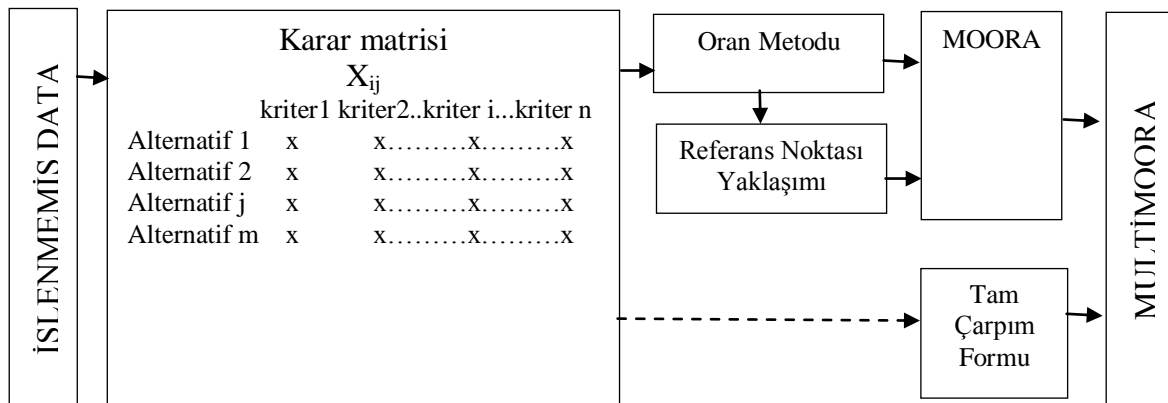 İSLENMEMİS DATA
Karar matrisi
Xij
kriter1 kriter2..kriter i...kriter n
Alternatif 1 x x………x………x
Alternatif 2 x x………x………x
Alternatif j x x………x………x
Alternatif m x x………x………x
Oran Metodu
Referans Noktası
Yaklaşımı
MOORA
Tam
Çarpım
Formu
MULTİMOORA